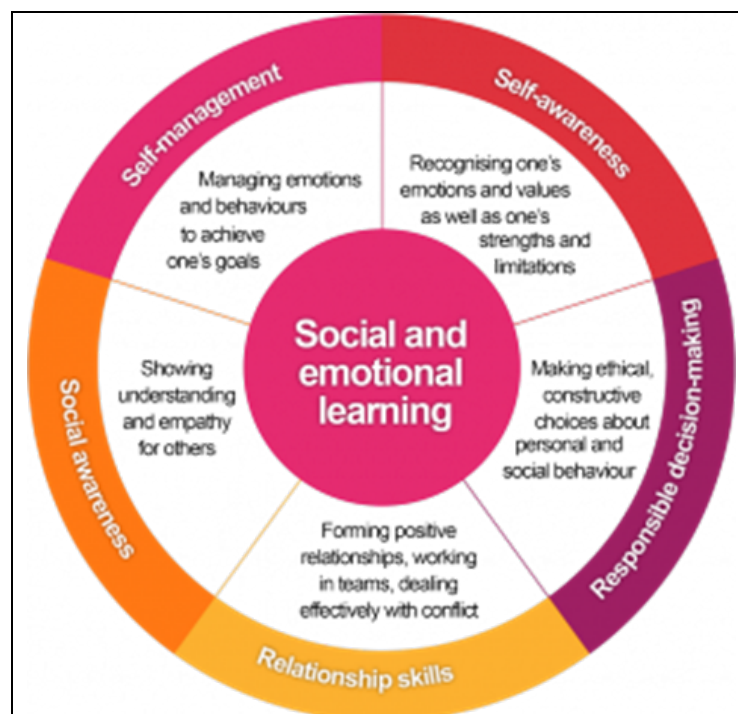 Self-management
Managing emotions
and behaviours
to achieve
one's goals
Self-awareness
Recognising one's
emotions and values
as well as one's
strengths and
limitations
Social and
emotional
learning
Social awareness
Showing
understanding
and empathy
for others
Responsible decision-making
Making ethical,
constructive
choices about
personal and
social behaviour
Forming positive
relationships, working
in teams, dealing
effectively with conflict
Relationship skills